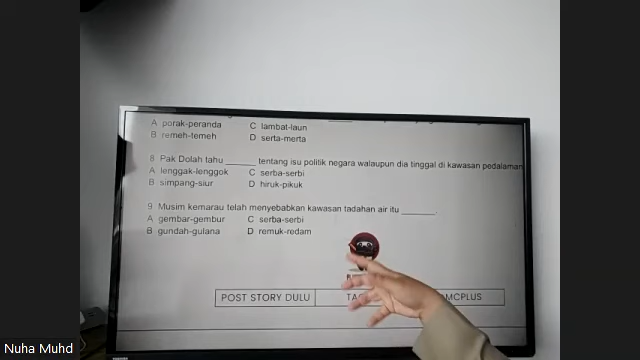 A porak-peranda C lambat-laun
B remeh-temeh D serta-merta
8 Pak Dolah tahu ______ tentang isu politik negara walaupun dia tinggal di kawasan pedalaman
A lenggak-lenggok C serba-serbi
B simpang-siur D hiruk-pikuk
9. Musim kemarau telah menyebabkan kawasan tadahan air itu ______.
A gembar-gembur C serba-serbi
B gundah-gulana D remuk-redam
POST STORY DULU
Nuha Muhd